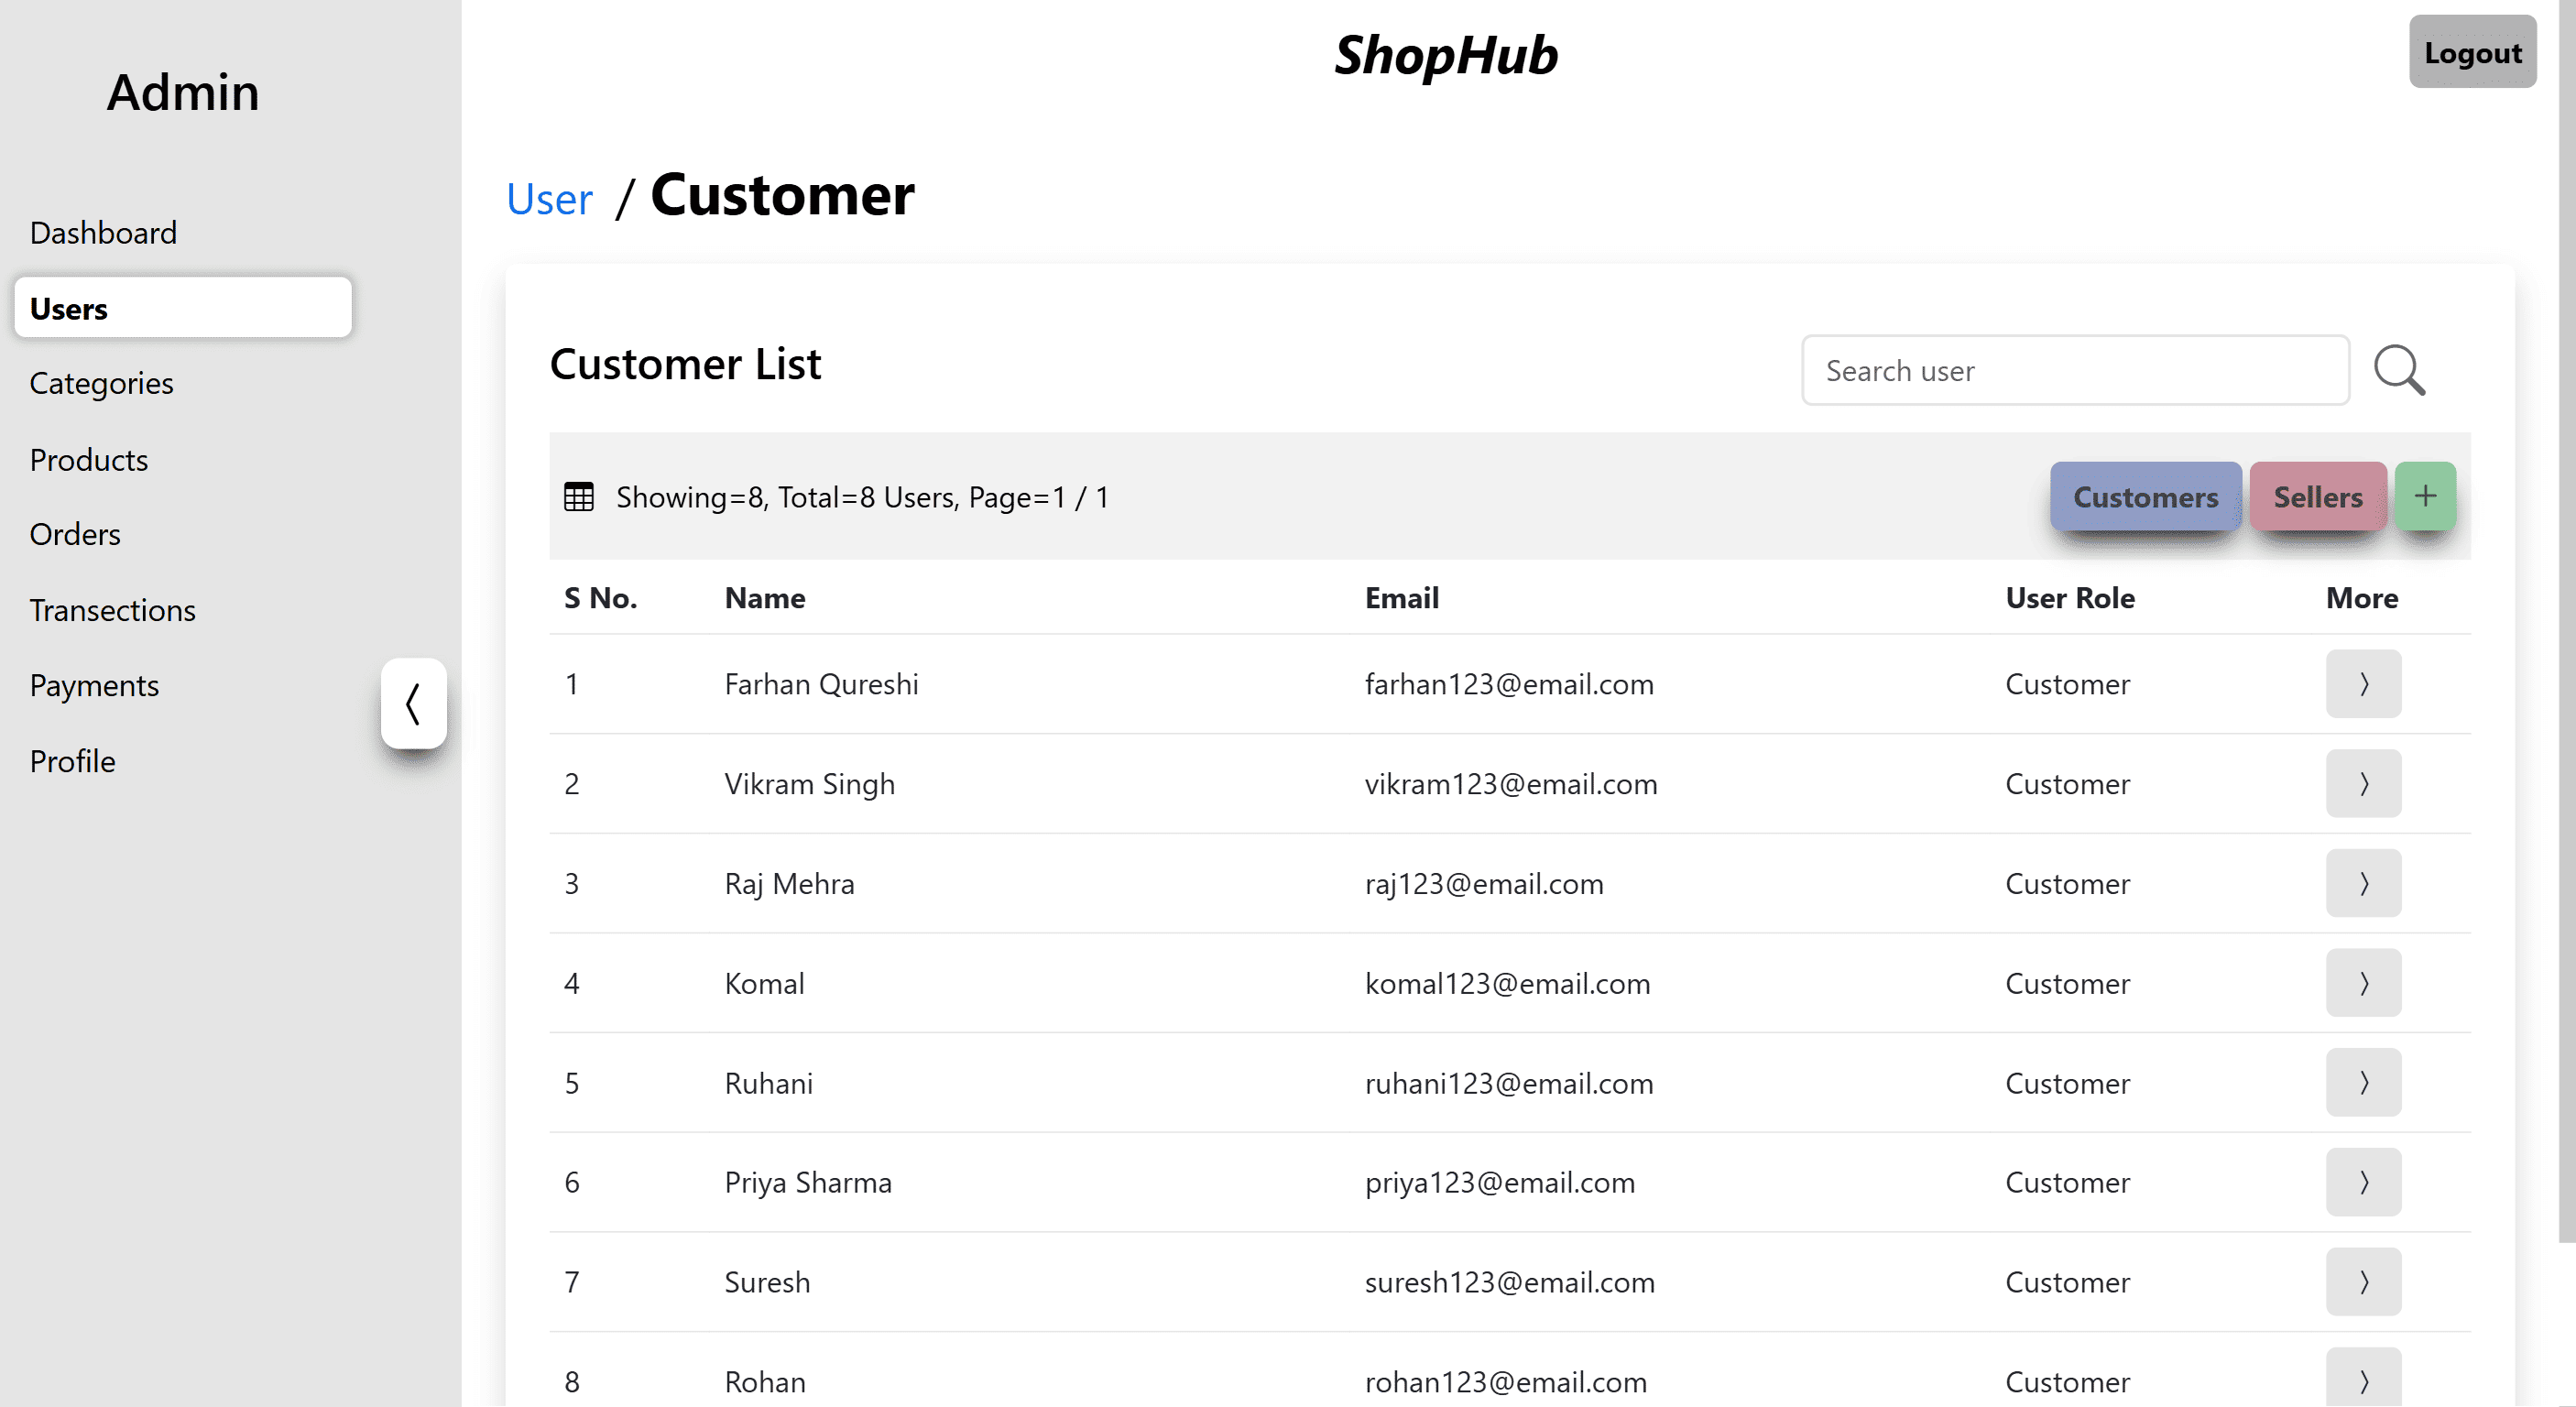 Admin
Dashboard
Users
Categories
Products
Orders
Transections
Payments
Profile
ShopHub
Logout
User / Customer
Customer List
Search user
Showing=8, Total=8 Users, Page=1 / 1
Customers Sellers +
S No. Name Email User Role More
1 Farhan Qureshi farhan123@email.com Customer
2 Vikram Singh vikram123@email.com Customer
3 Raj Mehra raj123@email.com Customer
4 Komal komal123@email.com Customer
5 Ruhani ruhani123@email.com Customer
6 Priya Sharma priya123@email.com Customer
7 Suresh suresh123@email.com Customer
8 Rohan rohan123@email.com Customer